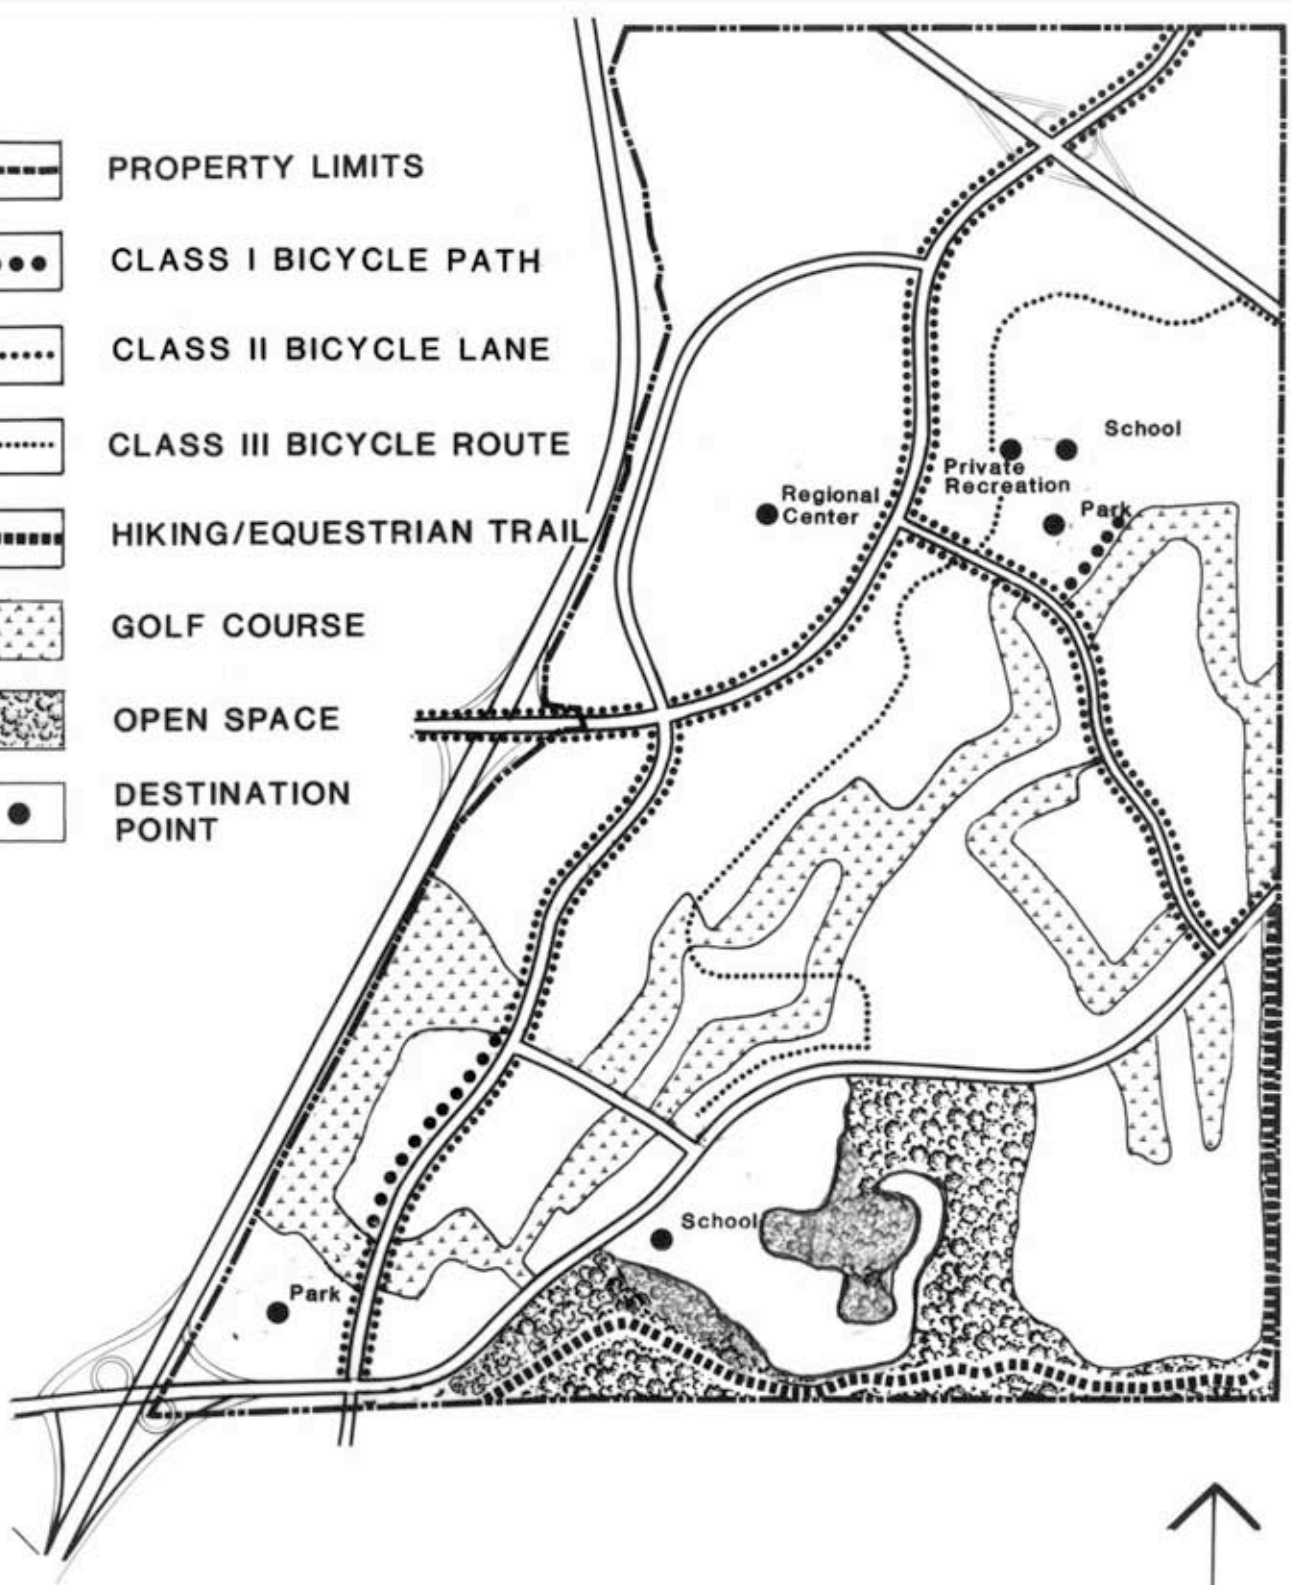 PROPERTY LIMITS
CLASS I BICYCLE PATH
CLASS II BICYCLE LANE
CLASS III BICYCLE ROUTE
HIKING/EQUESTRIAN TRAIL
GOLF COURSE
OPEN SPACE
DESTINATION
POINT
School
Private
Recreation
Regional
Center
Park
School
Park